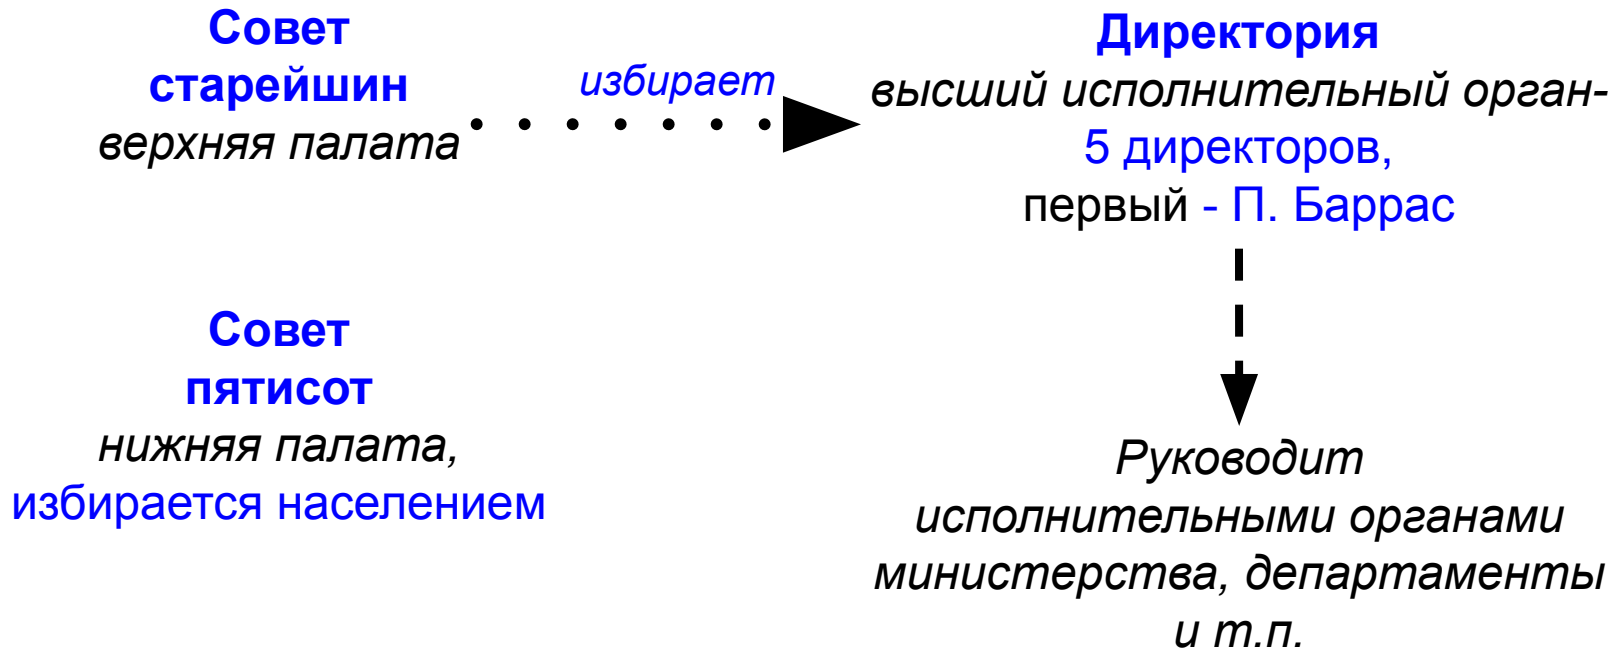 Совет
старейшин
верхняя палата
избирает
Директория
высший исполнительный орган-
5 директоров,
первый - П. Баррас
Совет
пятисот
нижняя палата,
избирается населением
Руководит
исполнительными органами
министерства, департаменты
и т.п.